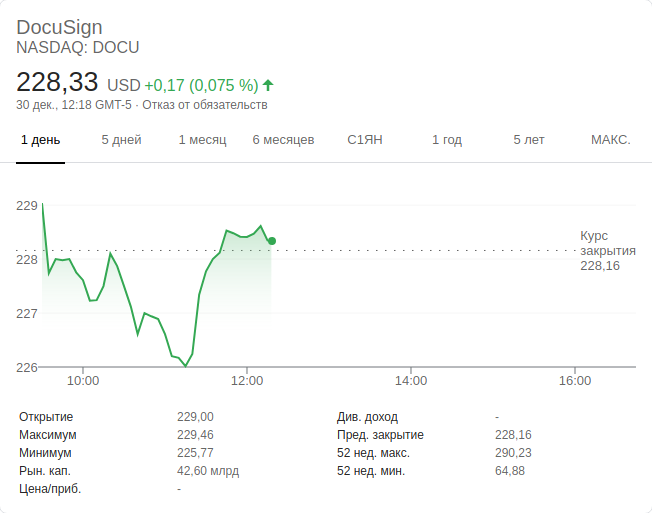 DocuSign
NASDAQ: DOCU
228,33 USD +0,17 (0,075 %)
30 дек., 12:18 GMT-5 · Отказ от обязательств
1 день 5 дней 1 месяц 6 месяцев С1ЯН 1 год 5 лет МАКС.
229
228
227
226
Курс
закрытия
228,16
10:00 12:00 14:00 16:00
Открытие 229,00
Максимум 229,46
Минимум 225,77
Рын. кап. 42,60 млрд
Цена/приб. -
Див. доход -
Пред. закрытие 228,16
52 нед. макс. 290,23
52 нед. мин. 64,88